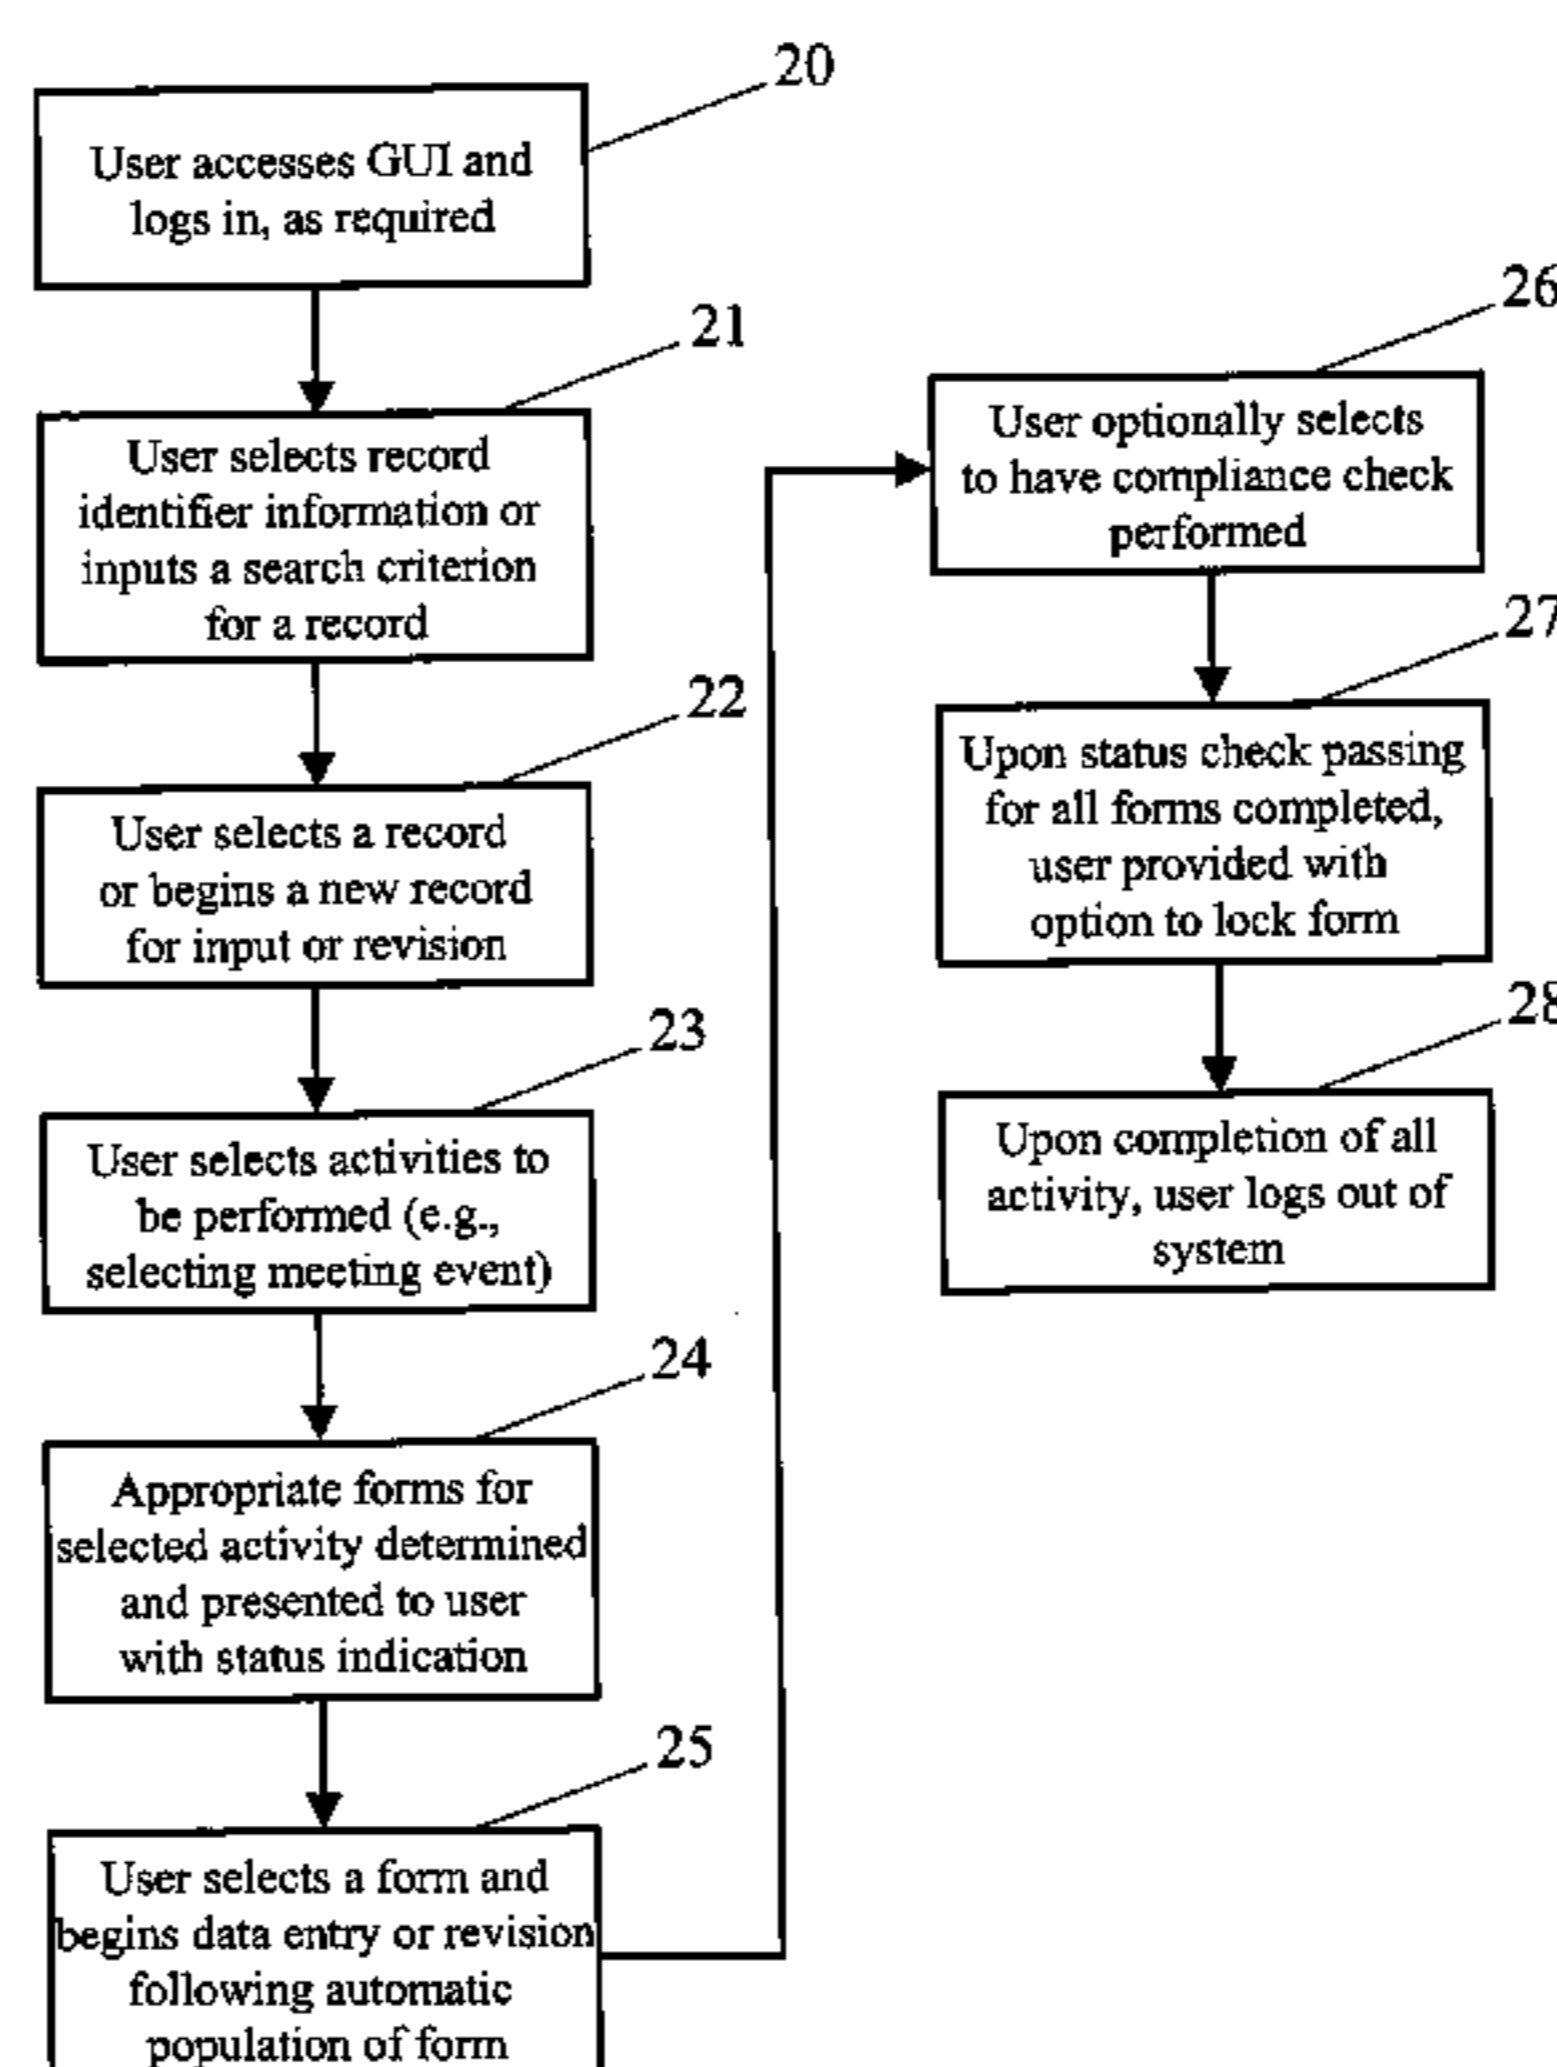 20
User accesses GUI and
logs in, as required
21
User selects record
identifier information or
inputs a search criterion
for a record
22
User selects a record
or begins a new record
for input or revision
23
User selects activities to
be performed (e.g.,
selecting meeting event)
24
Appropriate forms for
selected activity determined
and presented to user
with status indication
25
User selects a form and
begins data entry or revision
following automatic
population of form
26
User optionally selects
to have compliance check
performed
27
Upon status check passing
for all forms completed,
user provided with
option to lock form
28
Upon completion of all
activity, user logs out of
system